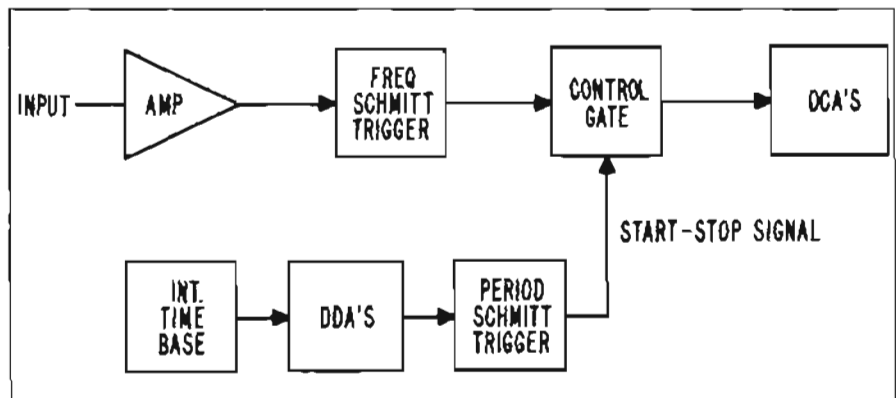 INPUT
AMP
FREQ
SCHMITT
TRIGGER
CONTROL
GATE
DCA'S
START-STOP SIGNAL
INT.
TIME
BASE
DDA'S
PERIOD
SCHMITT
TRIGGER